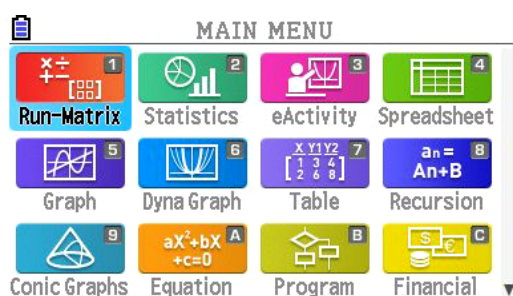 MAIN MENU
×÷ 1
+− [88]
2
3
4
Run-Matrix Statistics eActivity Spreadsheet
5
6
X Y1 Y2 7
1 3 4
2 6 8
an= 8
An+B
Graph Dyna Graph Table Recursion
9
aX²+bX A
+c=0
B
S € C
Conic Graphs Equation Program Financial